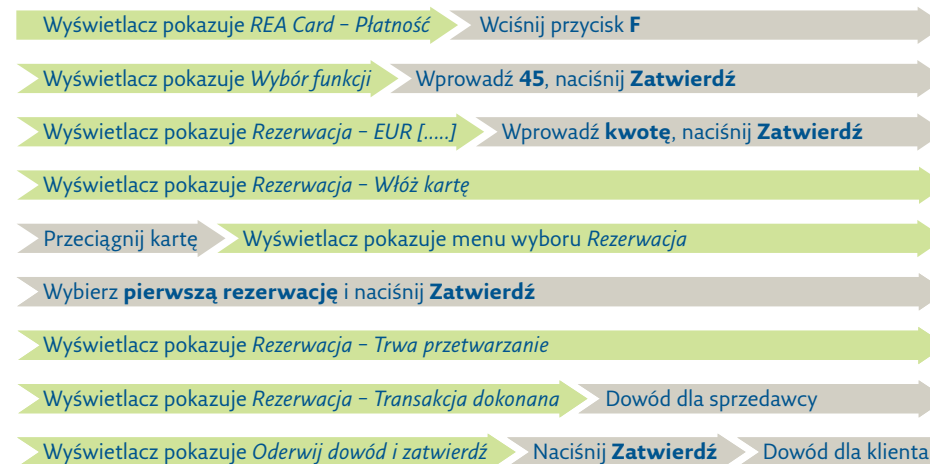 Wyświetlacz pokazuje REA Card – Płatność Wciśnij przycisk F
Wyświetlacz pokazuje Wybór funkcji Wprowadź 45, naciśnij Zatwierdź
Wyświetlacz pokazuje Rezerwacja – EUR [.....] Wprowadź kwotę, naciśnij Zatwierdź
Wyświetlacz pokazuje Rezerwacja – Włóż kartę
Przeciągnij kartę Wyświetlacz pokazuje menu wyboru Rezerwacja
Wybierz pierwszą rezerwację i naciśnij Zatwierdź
Wyświetlacz pokazuje Rezerwacja – Trwa przetwarzanie
Wyświetlacz pokazuje Rezerwacja – Transakcja dokonana Dowód dla sprzedawcy
Wyświetlacz pokazuje Oderwij dowód i zatwierdź Naciśnij Zatwierdź Dowód dla klienta